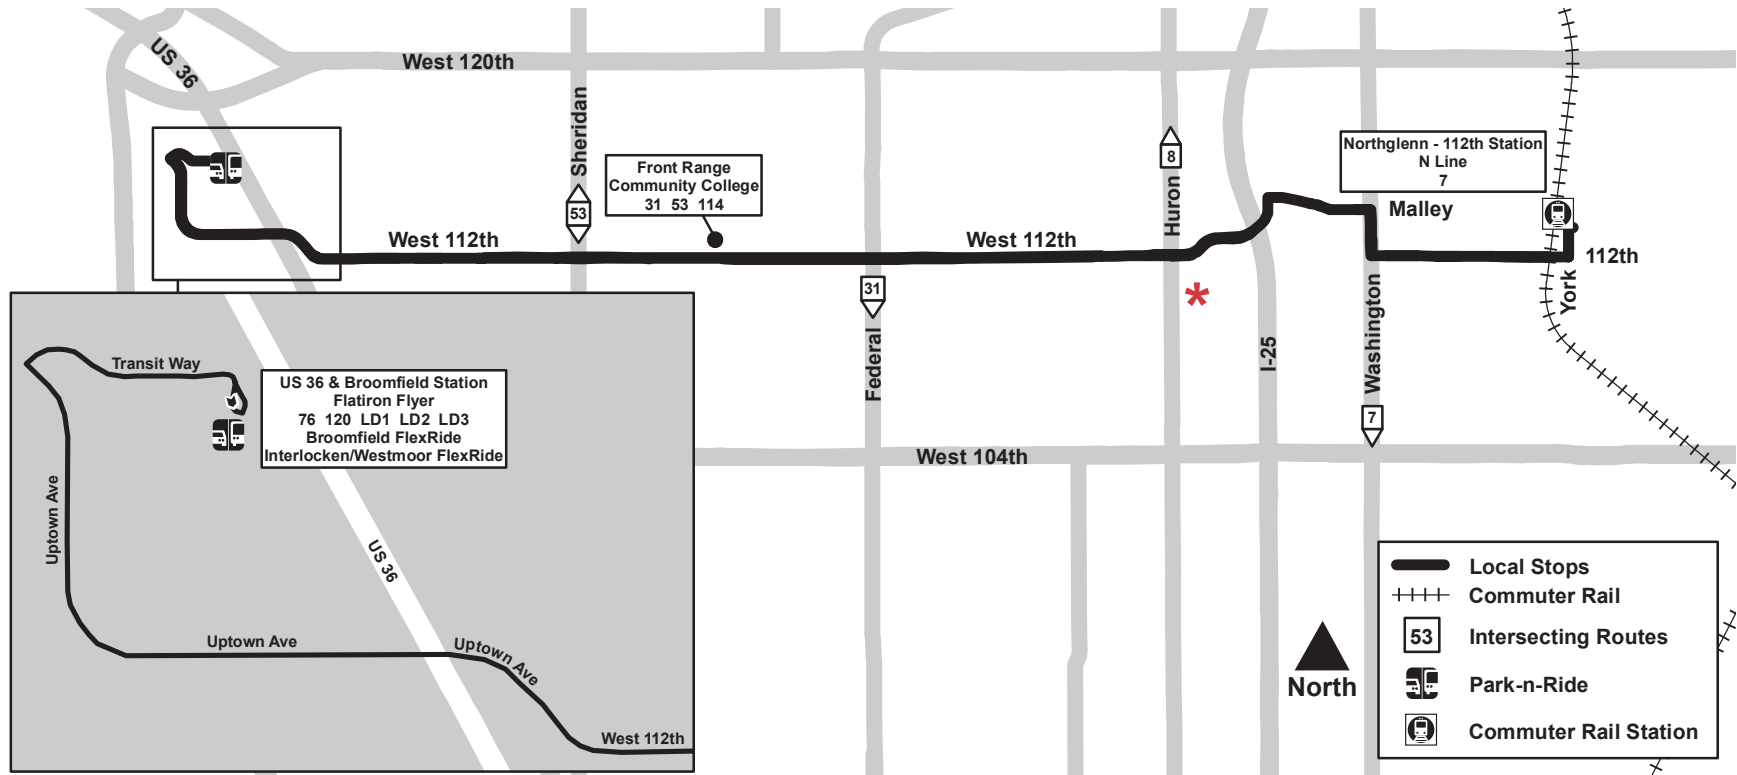 US 36
West 120th
Sheridan
53
Front Range
Community College
31 53 114
8
Huron
Northglenn - 112th Station
N Line
7
Malley
West 112th
West 112th
112th
York
31
Federal
*
I-25
Washington
7
West 104th
Transit Way
US 36 & Broomfield Station
Flatiron Flyer
76 120 LD1 LD2 LD3
Broomfield FlexRide
Interlocken/Westmoor FlexRide
Uptown Ave
US 36
Uptown Ave
Uptown Ave
West 112th
North
Local Stops
Commuter Rail
53 Intersecting Routes
Park-n-Ride
Commuter Rail Station